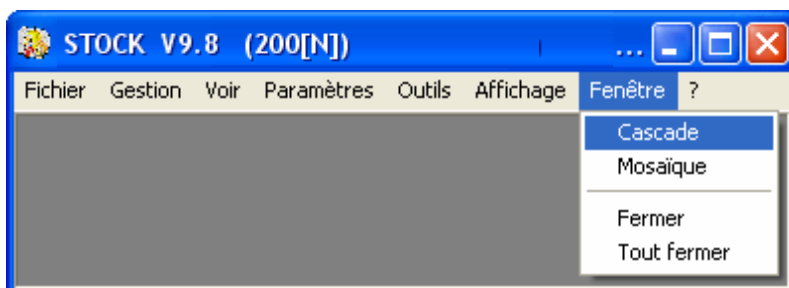 STOCK V9.8 (200[N]) ...
Fichier Gestion Voir Paramètres Outils Affichage Fenêtre ?
Cascade
Mosaïque
Fermer
Tout fermer